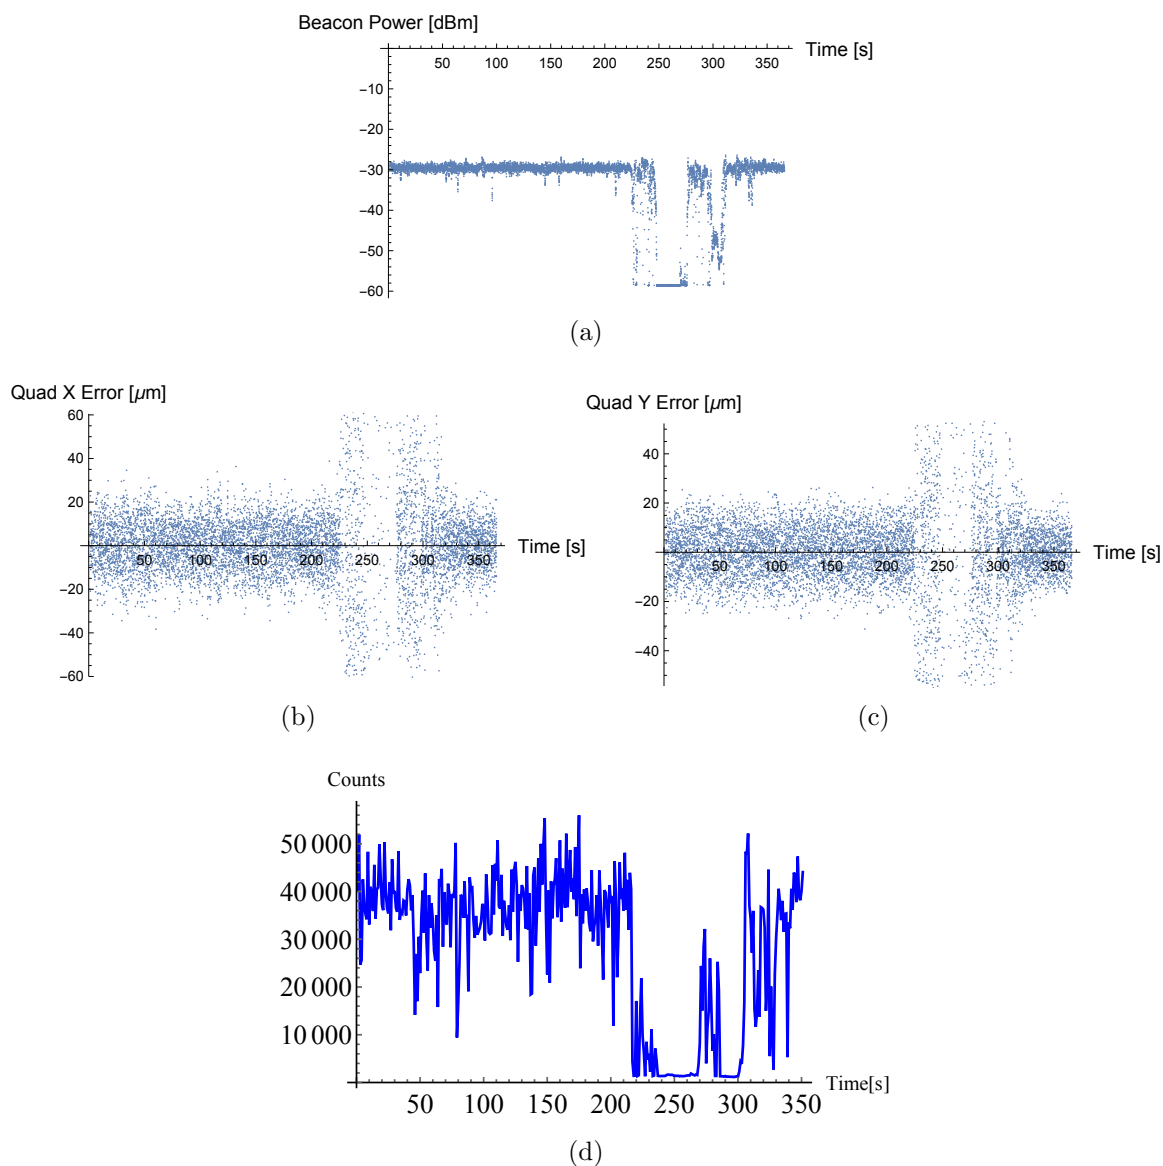 Beacon Power [dBm]
Time [s]
50 100 150 200 250 300 350
−10
−20
−30
−40
−50
−60
(a)
Quad X Error [μm]
60
40
20
50 100 150 200 250 300 350
Time [s]
−20
−40
−60
(b)
Quad Y Error [μm]
40
20
50 100 150 200 250 300 350
Time [s]
−20
−40
(c)
Counts
50 000
40 000
30 000
20 000
10 000
50 100 150 200 250 300 350
Time[s]
(d)